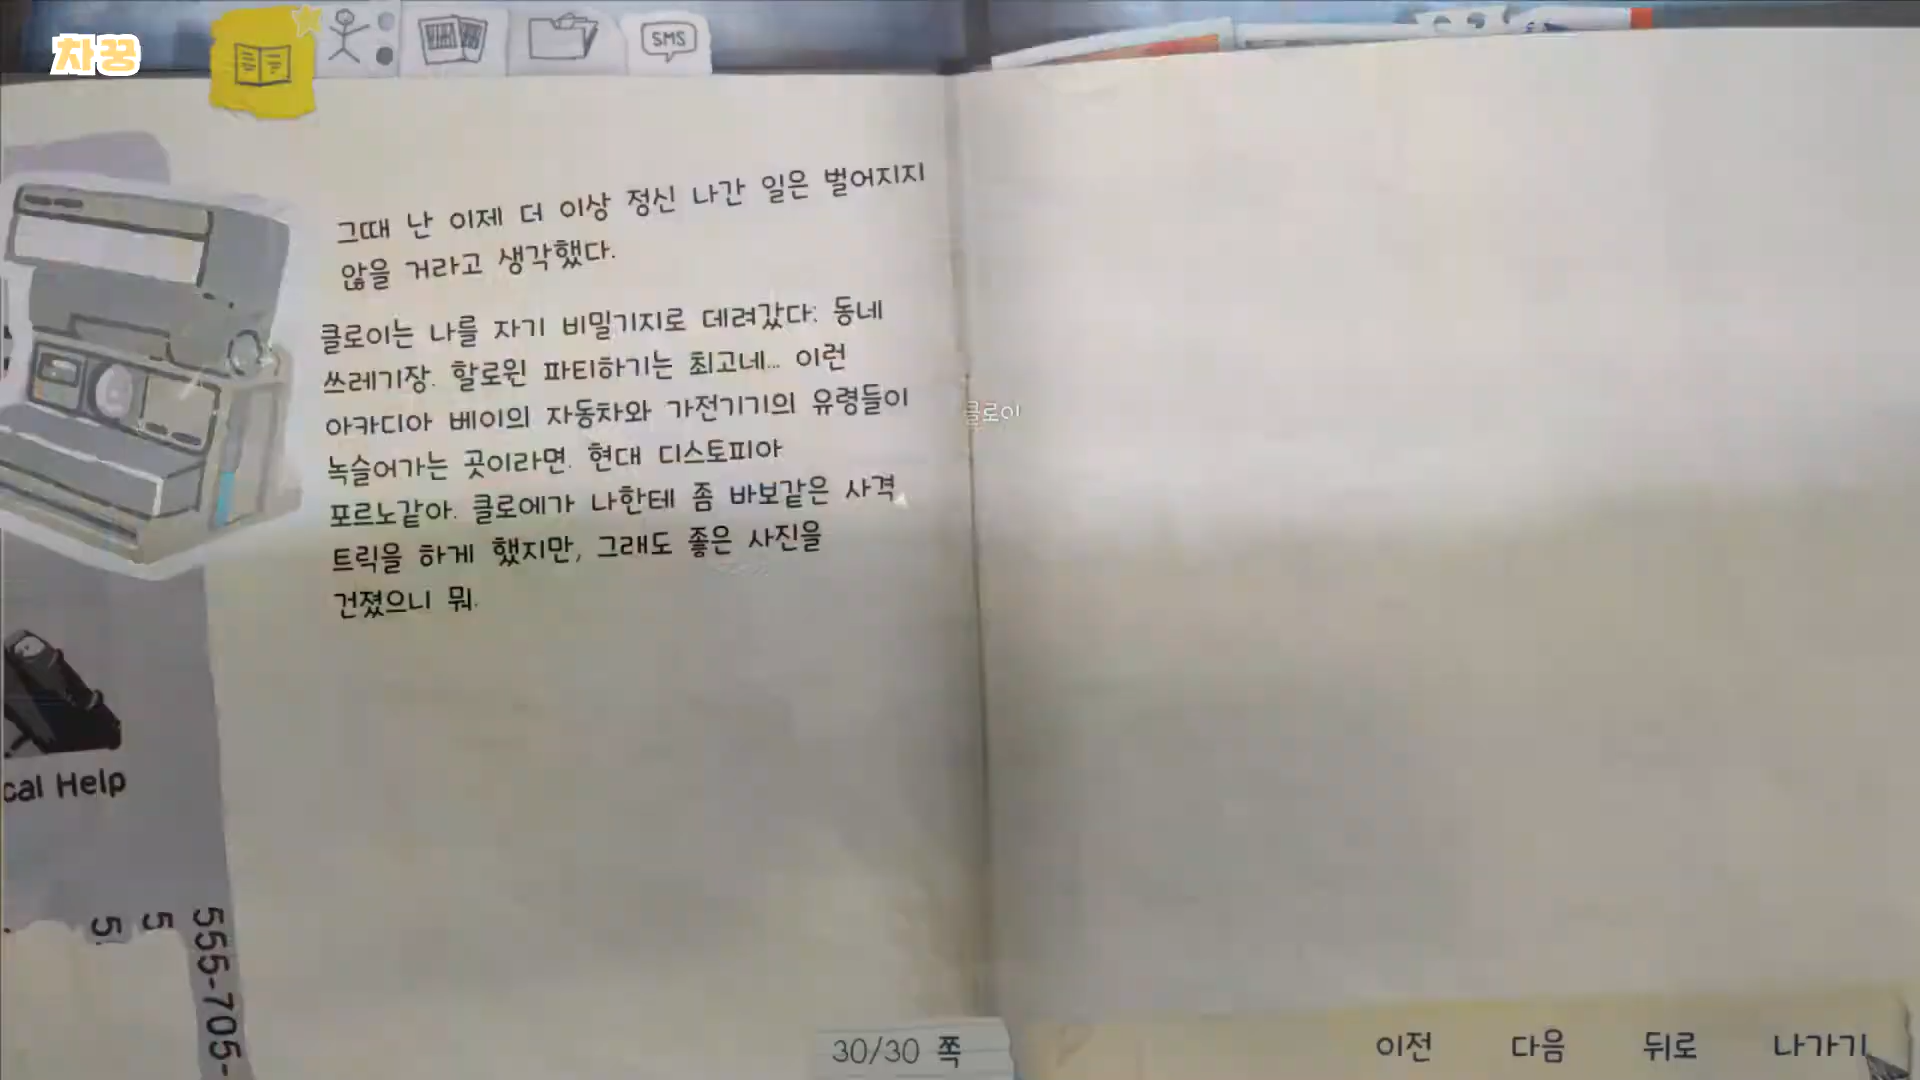 차꿍
SMS
그때 난 이제 더 이상 정신 나간 일은 벌어지지
않을 거라고 생각했다.
클로이는 나를 자기 비밀기지로 데려갔다: 동네
쓰레기장. 할로윈 파티하기는 최고네... 이런
아카디아 베이의 자동차와 가전기기의 유령들이
녹슬어가는 곳이라면. 현대 디스토피아
포르노같아. 클로에가 나한테 좀 바보같은 사격
트릭을 하게 했지만, 그래도 좋은 사진을
건졌으니 뭐.
클로이
cal Help
5
5
555-705-
30/30 쪽
이전 다음 뒤로 나가기